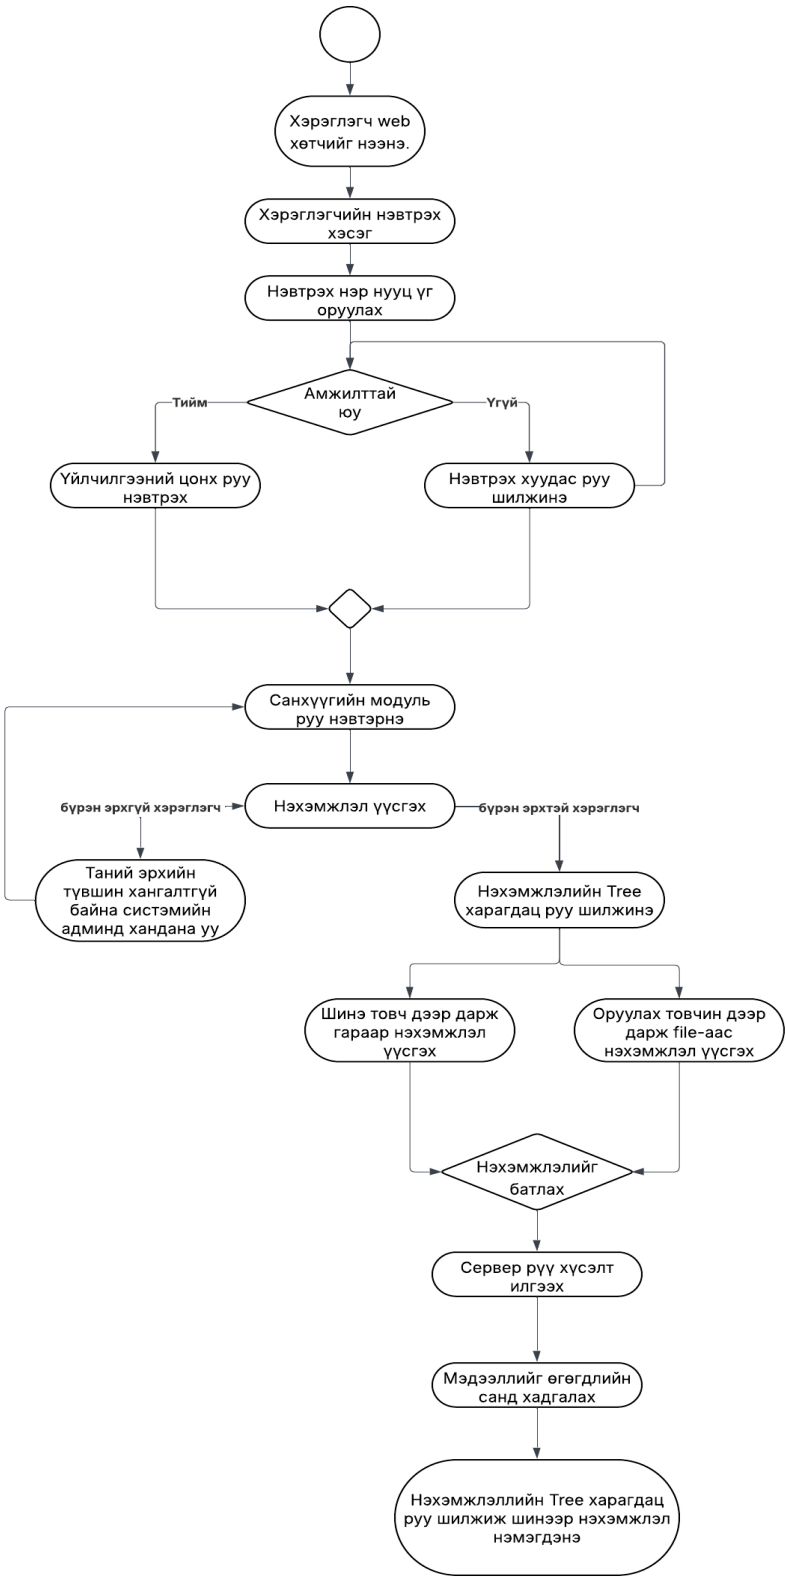 Хэрэглэгч web
хөтчийг нээнэ.
Хэрэглэгчийн нэвтрэх
хэсэг
Нэвтрэх нэр нууц үг
оруулах
Амжилттай
юу
Тийм
Үгүй
Үйлчилгээний цонх руу
нэвтрэх
Нэвтрэх хуудас руу
шилжинэ
Санхүүгийн модуль
руу нэвтэрнэ
Нэхэмжлэл үүсгэх
бүрэн эрхгүй хэрэглэгч
бүрэн эрхтэй хэрэглэгч
Таний эрхийн
түвшин хангалтгүй
байна системийн
админд хандана уу
Нэхэмжлэлийн Tree
харагдац руу шилжинэ
Шинэ товч дээр дарж
гараар нэхэмжлэл
үүсгэх
Оруулах товчин дээр
дарж file-аас
нэхэмжлэл үүсгэх
Нэхэмжлэлийг
батлах
Сервер рүү хүсэлт
илгээх
Мэдээллийг өгөгдлийн
санд хадгалах
Нэхэмжлэллийн Tree харагдац
руу шилжиж шинээр нэхэмжлэл
нэмэгдэнэ